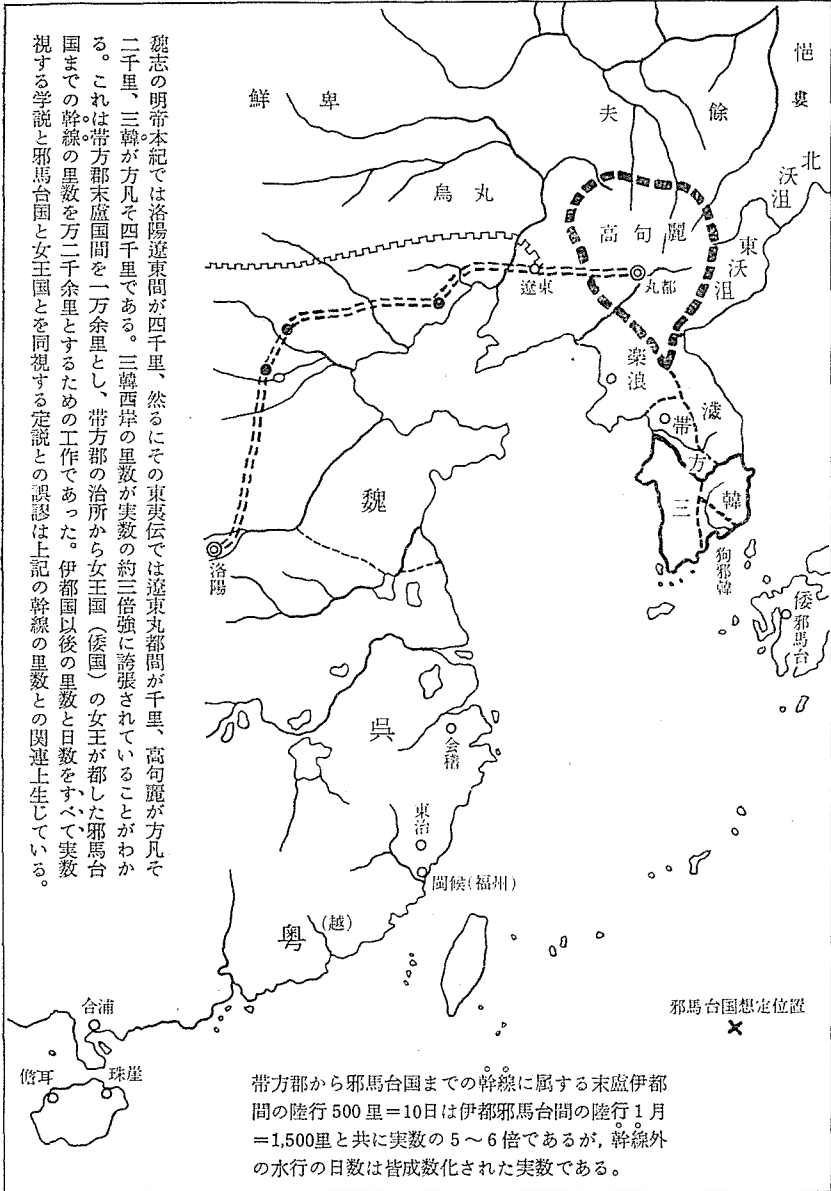 魏志の明帝本紀では洛陽遼東間が四千里、然るにその東夷伝では遼東丸都間が千里、高句麗が方凡そ
二千里、三韓が方凡そ四千里である。三韓西岸の里数が実数の約三倍強に誇張されていることがわか
る。これは帯方郡末盧国間を一万余里とし、帯方郡の治所から女王国（倭国）の女王が都した邪馬台
国までの幹線の里数を万二千余里とするための工作であった。伊都国以後の里数と日数をすべて実数
視する学説と邪馬台国と女王国とを同視する定説との誤謬は上記の幹線の里数との関連上生じている。
鮮卑
夫餘
悒婁
北沃沮
烏丸
高句麗
東沃沮
遼東
丸都
楽浪
濊
帯方
三韓
狗邪韓
倭
邪馬台
魏
洛陽
呉
会稽
東治
閩候(福州)
粤
(越)
合浦
儋耳
珠崖
邪馬台国想定位置
帯方郡から邪馬台国までの幹線に属する末盧伊都
間の陸行500里＝10日は伊都邪馬台間の陸行1月
＝1,500里と共に実数の5～6倍であるが，幹線外
の水行の日数は皆成数化された実数である。